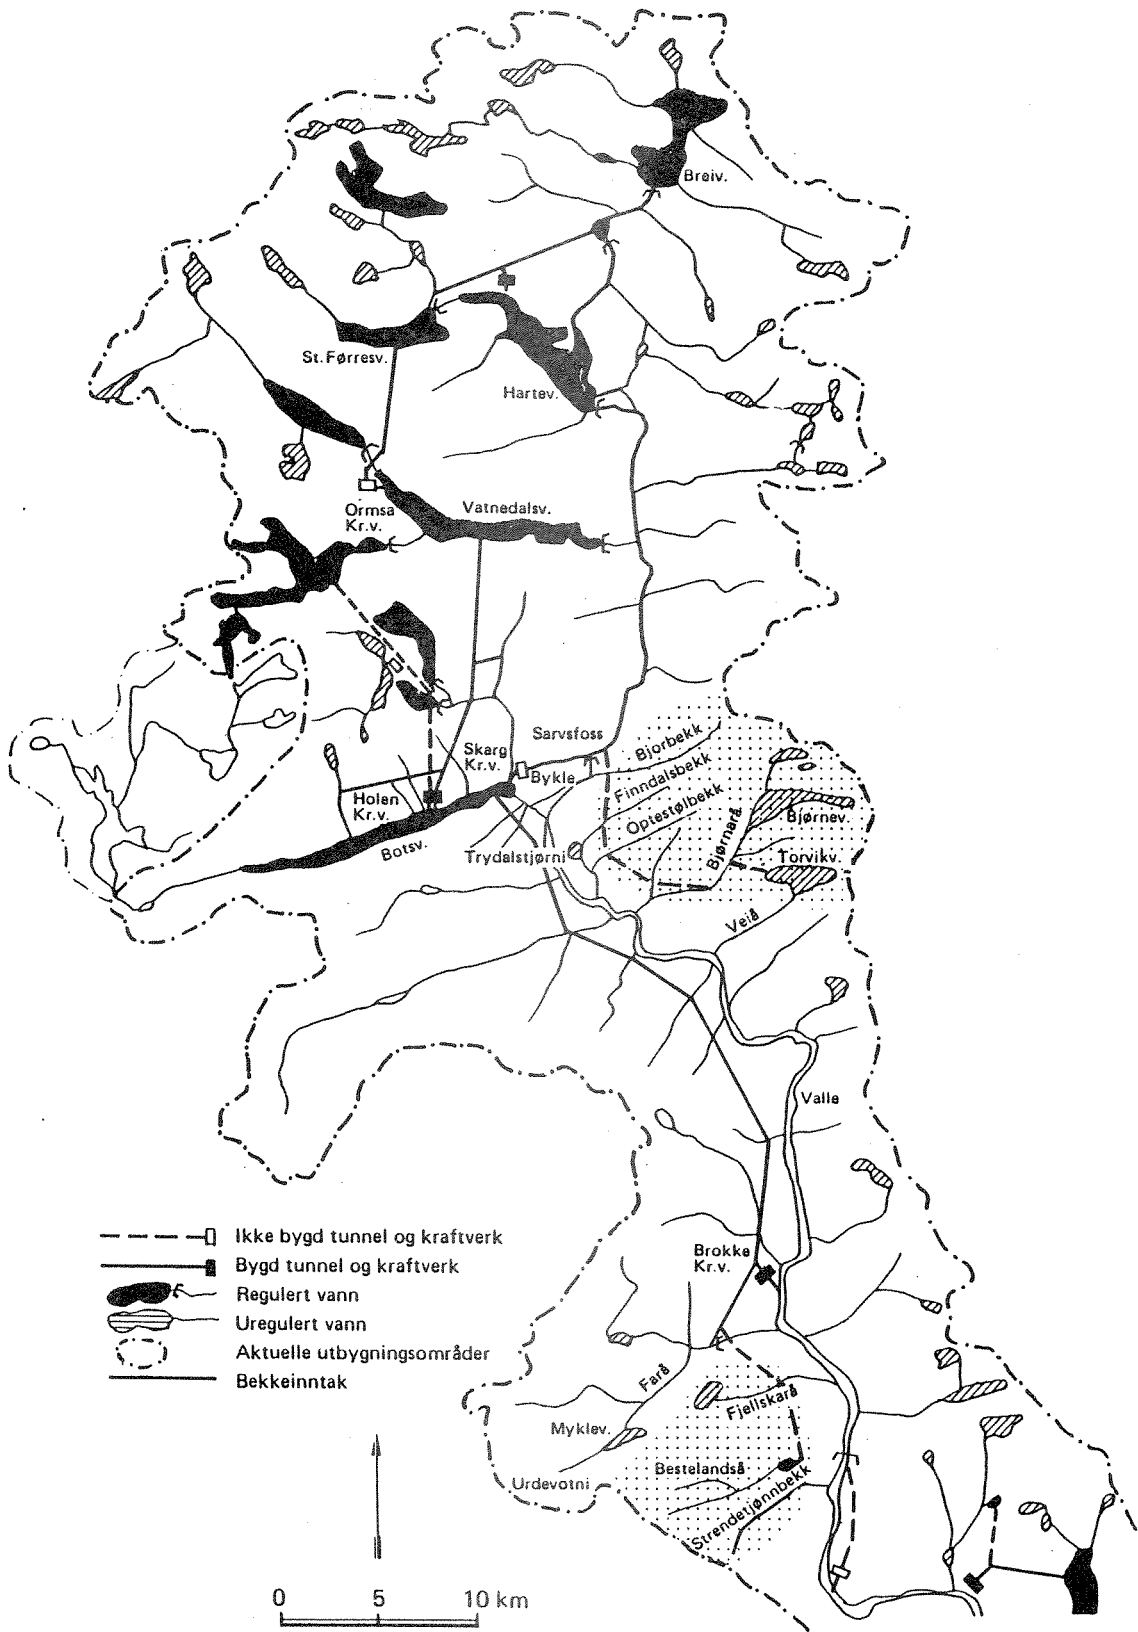 Breiv.
St. Førresv.
Hartev.
Ormsa
Kr.v.
Vatnedalsv.
Sarvsfoss
Bjorbekk
Skarg
Kr.v.
Bykle
Finndalsbekk
Holen
Kr.v.
Optestølbekk
Bjørnarå
Bjørnev.
Botsv.
Trydalstjørni
Torvikv.
Veiå
Valle
Ikke bygd tunnel og kraftverk
Bygd tunnel og kraftverk
Regulert vann
Uregulert vann
Aktuelle utbygningsområder
Bekkeinntak
Brokke
Kr.v.
Farå
Fjellskarå
Myklev.
Bestelandså
Urdevotni
Strendetjønnbekk
0 5 10 km